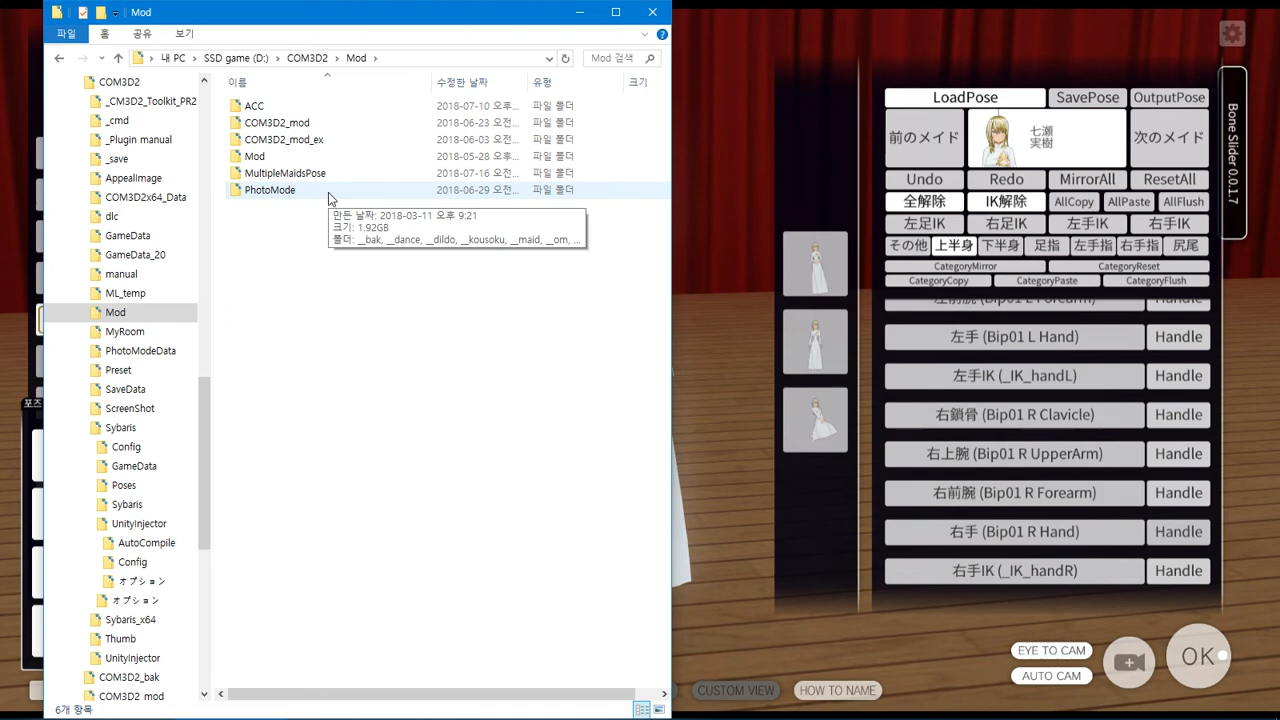 Mod
파일
홈
공유
보기
내 PC
SSD game (D:)
COM3D2
Mod
Mod 검색
COM3D2
_CM3D2_Toolkit_PR2
_cmd
_Plugin manual
_save
AppealImage
COM3D2x64_Data
dlc
GameData
GameData_20
manual
ML_temp
Mod
MyRoom
PhotoModeData
Preset
SaveData
ScreenShot
Sybaris
Config
GameData
Poses
Sybaris
UnityInjector
AutoCompile
Config
オプション
オプション
Sybaris_x64
Thumb
UnityInjector
COM3D2_bak
COM3D2_mod
이름
수정한 날짜
유형
크기
ACC
2018-07-10 오후...
파일 폴더
COM3D2_mod
2018-06-23 오전...
파일 폴더
COM3D2_mod_ex
2018-06-03 오전...
파일 폴더
Mod
2018-05-28 오후...
파일 폴더
MultipleMaidsPose
2018-07-16 오전...
파일 폴더
PhotoMode
2018-06-29 오전...
파일 폴더
만든 날짜: 2018-03-11 오후 9:21
크기: 1.92GB
폴더: __bak, __dance, __dildo, __kousoku, __maid, __om, ...
6개 항목
포즈
LoadPose
SavePose
OutputPose
前のメイド
七瀬
実樹
次のメイド
Undo
Redo
MirrorAll
ResetAll
全解除
IK解除
AllCopy
AllPaste
AllFlush
左足IK
右足IK
左手IK
右手IK
その他
上半身
下半身
足指
左手指
右手指
尻尾
CategoryMirror
CategoryReset
CategoryCopy
CategoryPaste
CategoryFlush
左前腕 (Bip01 L Forearm)
Handle
左手 (Bip01 L Hand)
Handle
左手IK (_IK_handL)
Handle
右鎖骨 (Bip01 R Clavicle)
Handle
右上腕 (Bip01 R UpperArm)
Handle
右前腕 (Bip01 R Forearm)
Handle
右手 (Bip01 R Hand)
Handle
右手IK (_IK_handR)
Handle
Bone Slider 0.0.1.7
EYE TO CAM
AUTO CAM
OK
CUSTOM VIEW
HOW TO NAME